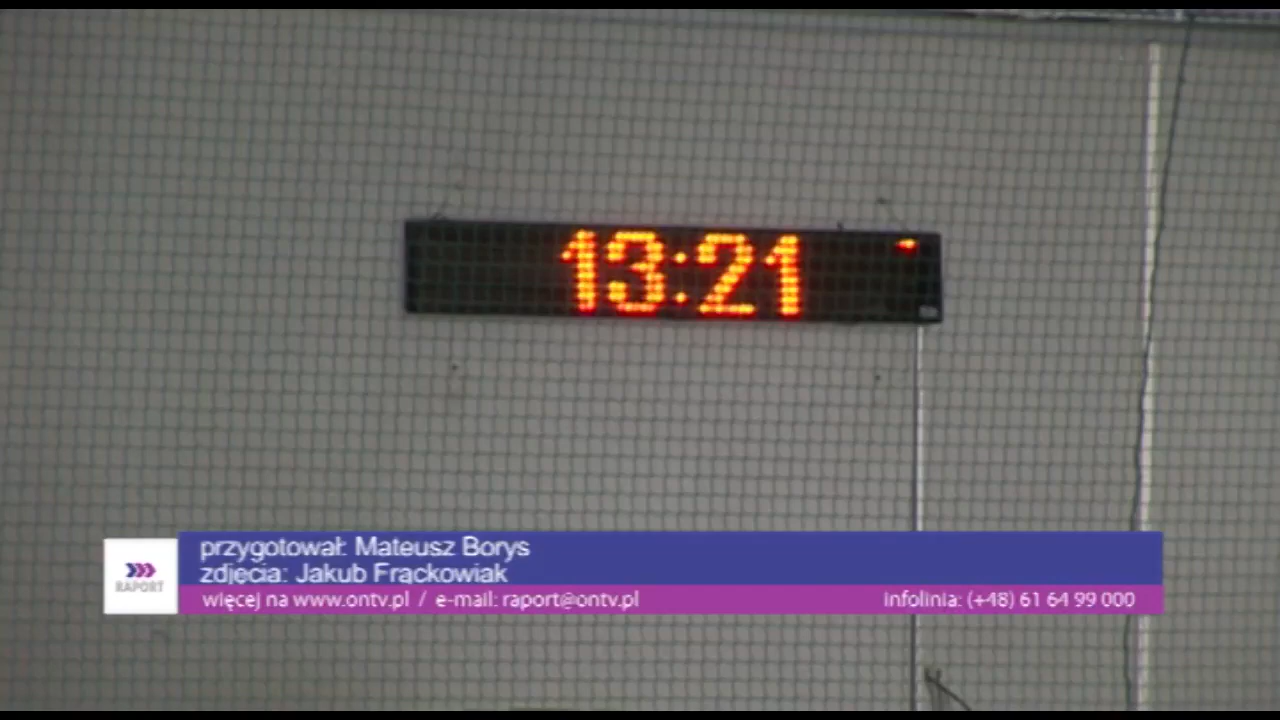 13:21
przygotował: Mateusz Borys
zdjęcia: Jakub Frąckowiak
RAPORT
więcej na www.ontv.pl / e-mail: raport@ontv.pl
infolinia: (+48) 61 64 99 000